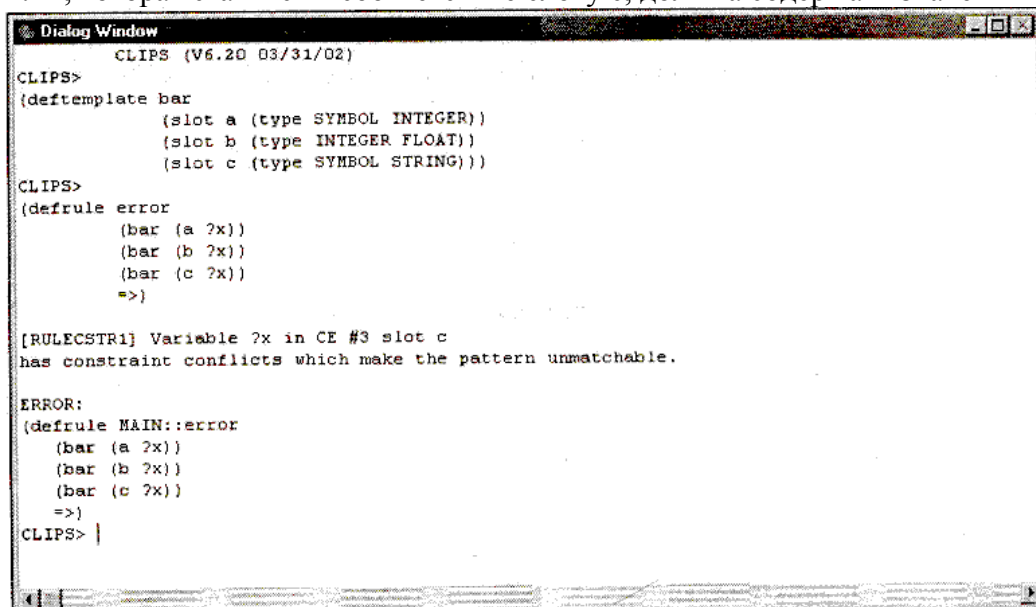 Dialog Window
CLIPS (V6.20 03/31/02)
CLIPS>
(deftemplate bar
(slot a (type SYMBOL INTEGER))
(slot b (type INTEGER FLOAT))
(slot c (type SYMBOL STRING)))
CLIPS>
(defrule error
(bar (a ?x))
(bar (b ?x))
(bar (c ?x))
=>)
[RULECSTR1] Variable ?x in CE #3 slot c
has constraint conflicts which make the pattern unmatchable.
ERROR:
(defrule MAIN::error
(bar (a ?x))
(bar (b ?x))
(bar (c ?x))
=>)
CLIPS>